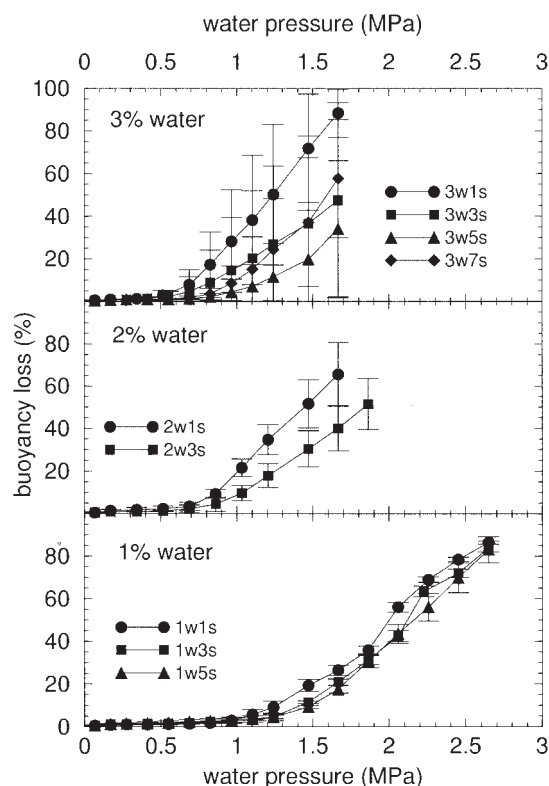 water pressure (MPa)
0 0.5 1 1.5 2 2.5 3
100
80
60
40
20
3% water
3w1s
3w3s
3w5s
3w7s
buoyancy loss (%)
80
60
40
20
2% water
2w1s
2w3s
80
60
40
20
0
1% water
1w1s
1w3s
1w5s
0 0.5 1 1.5 2 2.5 3
water pressure (MPa)